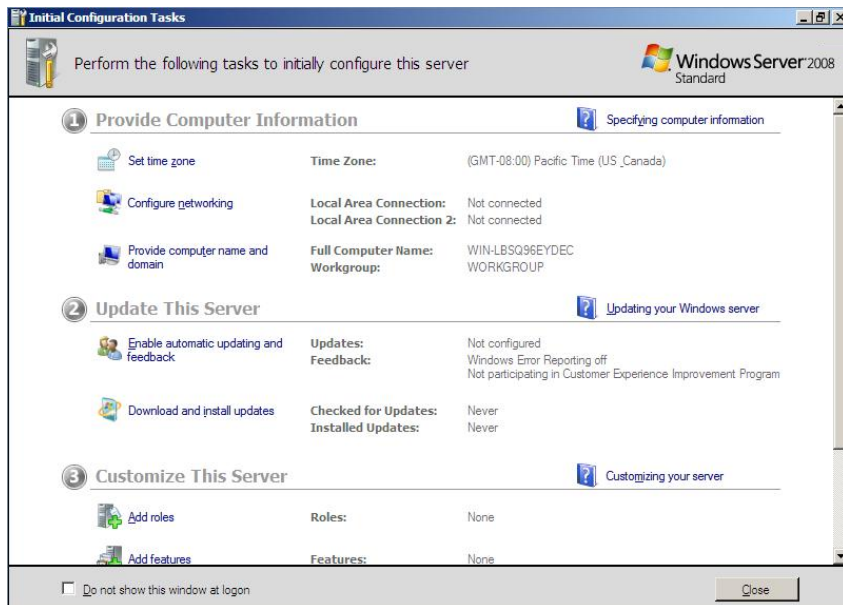 Initial Configuration Tasks
Perform the following tasks to initially configure this server
Windows Server 2008
Standard
1 Provide Computer Information
Specifying computer information
Set time zone
Time Zone:
(GMT-08:00) Pacific Time (US _Canada)
Configure networking
Local Area Connection:
Not connected
Local Area Connection 2:
Not connected
Provide computer name and
domain
Full Computer Name:
WIN-LBSQ96EYDEC
Workgroup:
WORKGROUP
2 Update This Server
Updating your Windows server
Enable automatic updating and
feedback
Updates:
Not configured
Feedback:
Windows Error Reporting off
Not participating in Customer Experience Improvement Program
Download and install updates
Checked for Updates:
Never
Installed Updates:
Never
3 Customize This Server
Customizing your server
Add roles
Roles:
None
Add features
Features:
None
Do not show this window at logon
Close